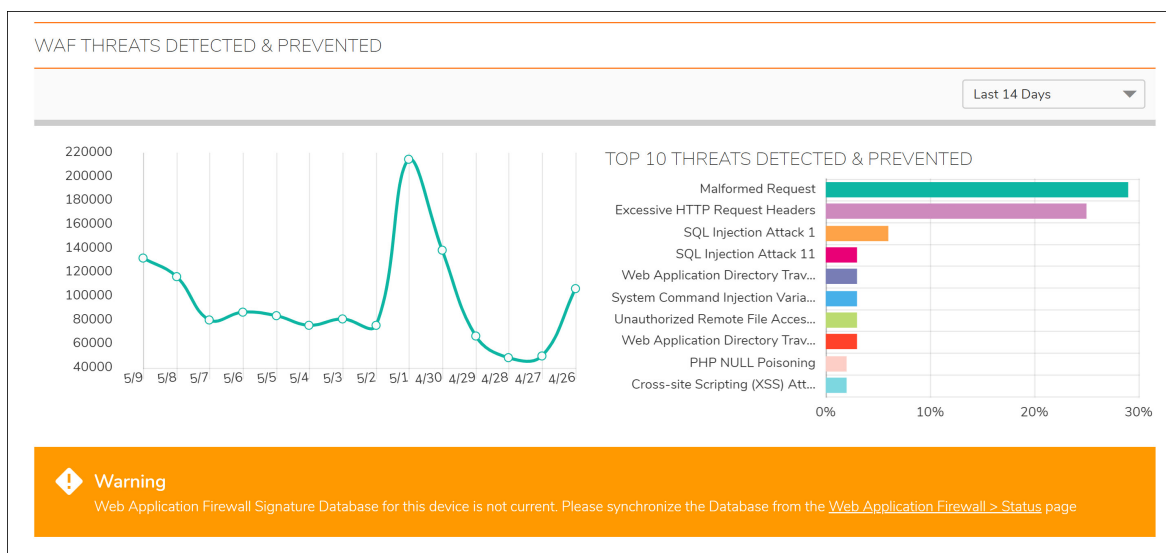 WAF THREATS DETECTED & PREVENTED
Last 14 Days
220000
200000
180000
160000
140000
120000
100000
80000
60000
40000
5/9 5/8 5/7 5/6 5/5 5/4 5/3 5/2 5/1 4/30 4/29 4/28 4/27 4/26
TOP 10 THREATS DETECTED & PREVENTED
Malformed Request
Excessive HTTP Request Headers
SQL Injection Attack 1
SQL Injection Attack 11
Web Application Directory Trav...
System Command Injection Varia...
Unauthorized Remote File Acces...
Web Application Directory Trav...
PHP NULL Poisoning
Cross-site Scripting (XSS) Att...
0% 10% 20% 30%
Warning
Web Application Firewall Signature Database for this device is not current. Please synchronize the Database from the Web Application Firewall > Status page